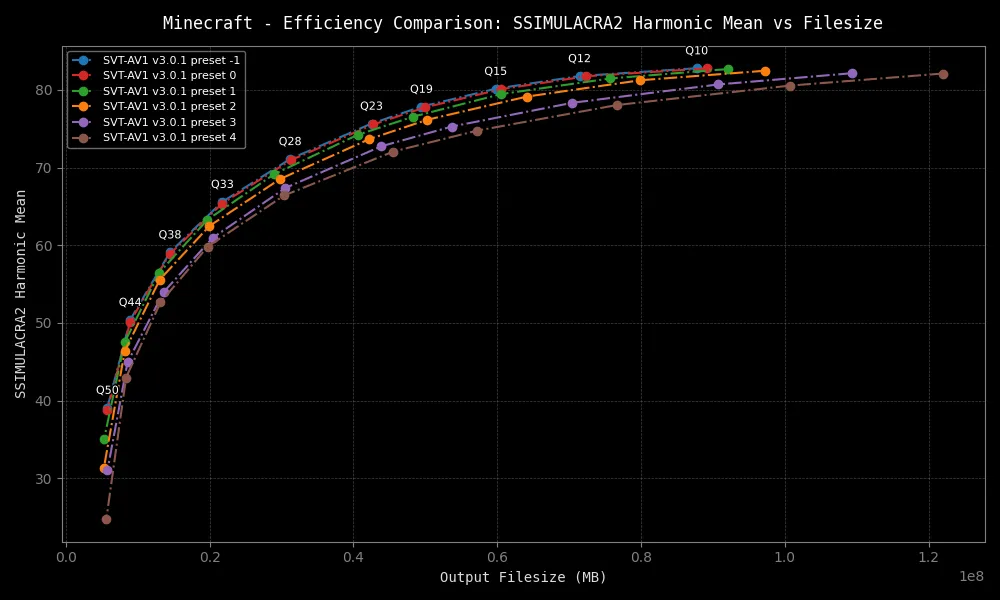 Minecraft - Efficiency Comparison: SSIMULACRA2 Harmonic Mean vs Filesize
SVT-AV1 v3.0.1 preset -1
SVT-AV1 v3.0.1 preset 0
SVT-AV1 v3.0.1 preset 1
SVT-AV1 v3.0.1 preset 2
SVT-AV1 v3.0.1 preset 3
SVT-AV1 v3.0.1 preset 4
Q10
Q12
Q15
Q19
Q23
Q28
Q33
Q38
Q44
Q50
SSIMULACRA2 Harmonic Mean
80
70
60
50
40
30
0.0 0.2 0.4 0.6 0.8 1.0 1.2
1e8
Output Filesize (MB)